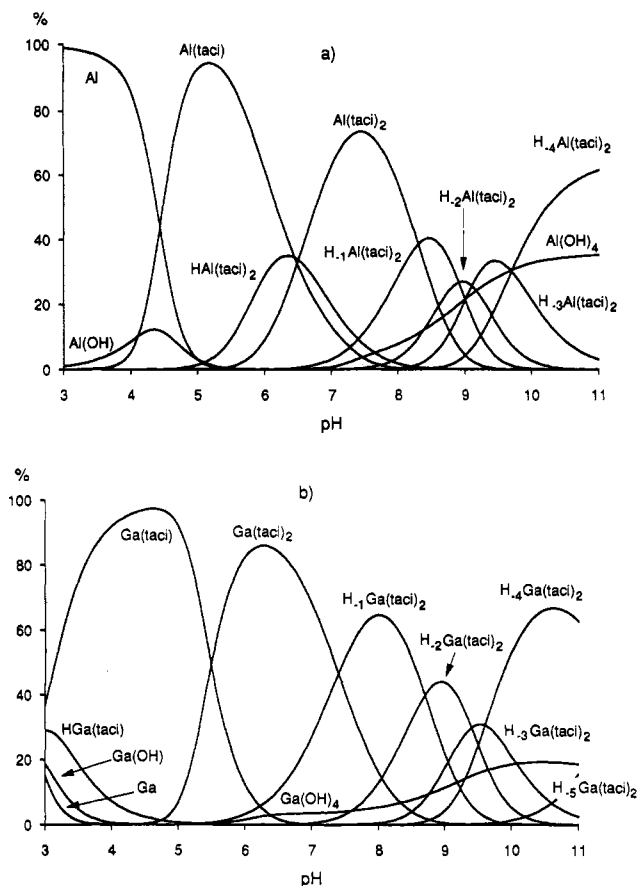 %
a)
100
80
60
40
20
0
Al
Al(taci)
Al(taci)2
H-4Al(taci)2
H-2Al(taci)2
Al(OH)4
H-1Al(taci)2
HAl(taci)2
H-3Al(taci)2
Al(OH)
3 4 5 6 7 8 9 10 11
pH
%
b)
100
80
60
40
20
0
Ga(taci)
Ga(taci)2
H-4Ga(taci)2
H-1Ga(taci)2
H-2Ga(taci)2
HGa(taci)
H-3Ga(taci)2
Ga(OH)
Ga
Ga(OH)4
H-5Ga(taci)2
3 4 5 6 7 8 9 10 11
pH